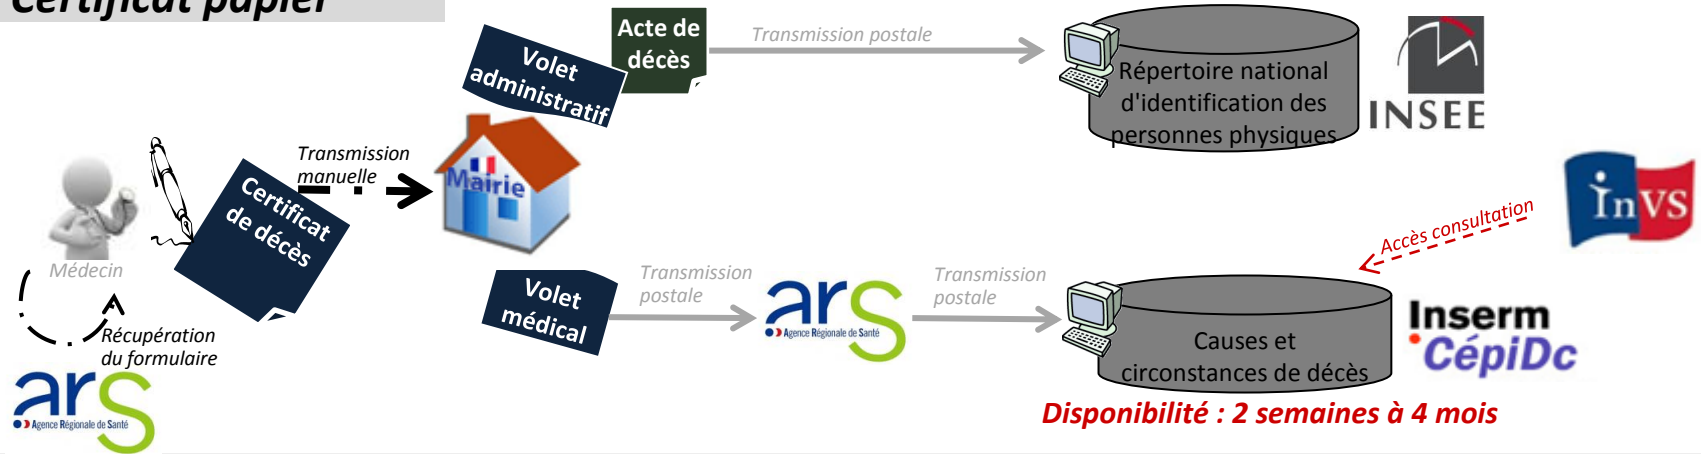 Certificat papier
Acte de
décès
Transmission postale
Volet
administratif
Répertoire national
d'identification des
personnes physiques
INSEE
Transmission
manuelle
Mairie
Certificat
de décès
Médecin
InVS
Accès consultation
Volet
médical
Transmission
postale
ars
Agence Régionale de Santé
Transmission
postale
Causes et
circonstances de décès
Inserm
CépiDc
Récupération
du formulaire
ars
Agence Régionale de Santé
Disponibilité : 2 semaines à 4 mois